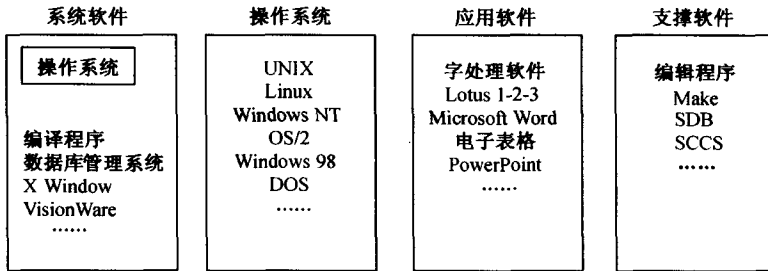 系统软件
操作系统
编译程序
数据库管理系统
X Window
VisionWare
······
操作系统
UNIX
Linux
Windows NT
OS/2
Windows 98
DOS
······
应用软件
字处理软件
Lotus 1-2-3
Microsoft Word
电子表格
PowerPoint
······
支撑软件
编辑程序
Make
SDB
SCCS
······